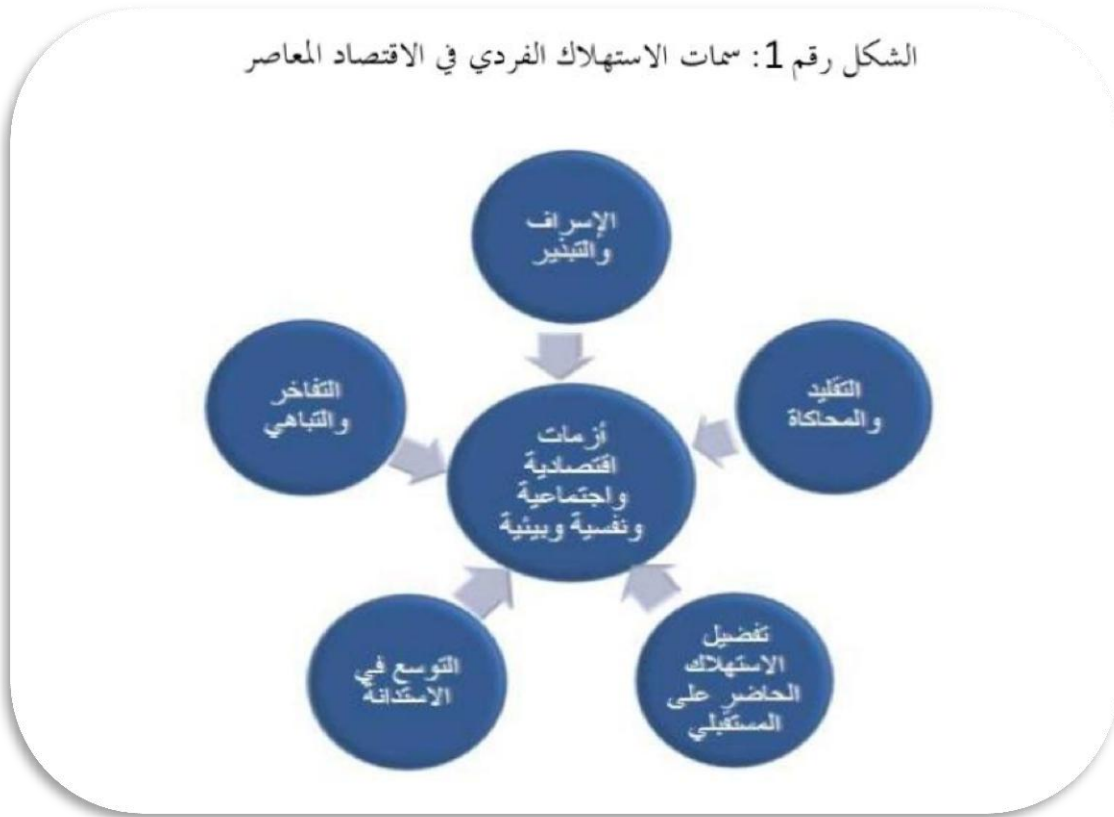 الشكل رقم 1: سمات الاستهلاك الفردي في الاقتصاد المعاصر
الإسراف
والتبذير
التقليد
والمحاكاة
التفاخر
والتباهي
أزمات
اقتصادية
واجتماعية
ونفسية وبيئية
تفضيل
الاستهلاك
الحاضر على
المستقبلي
التوسع في
الاستدانة